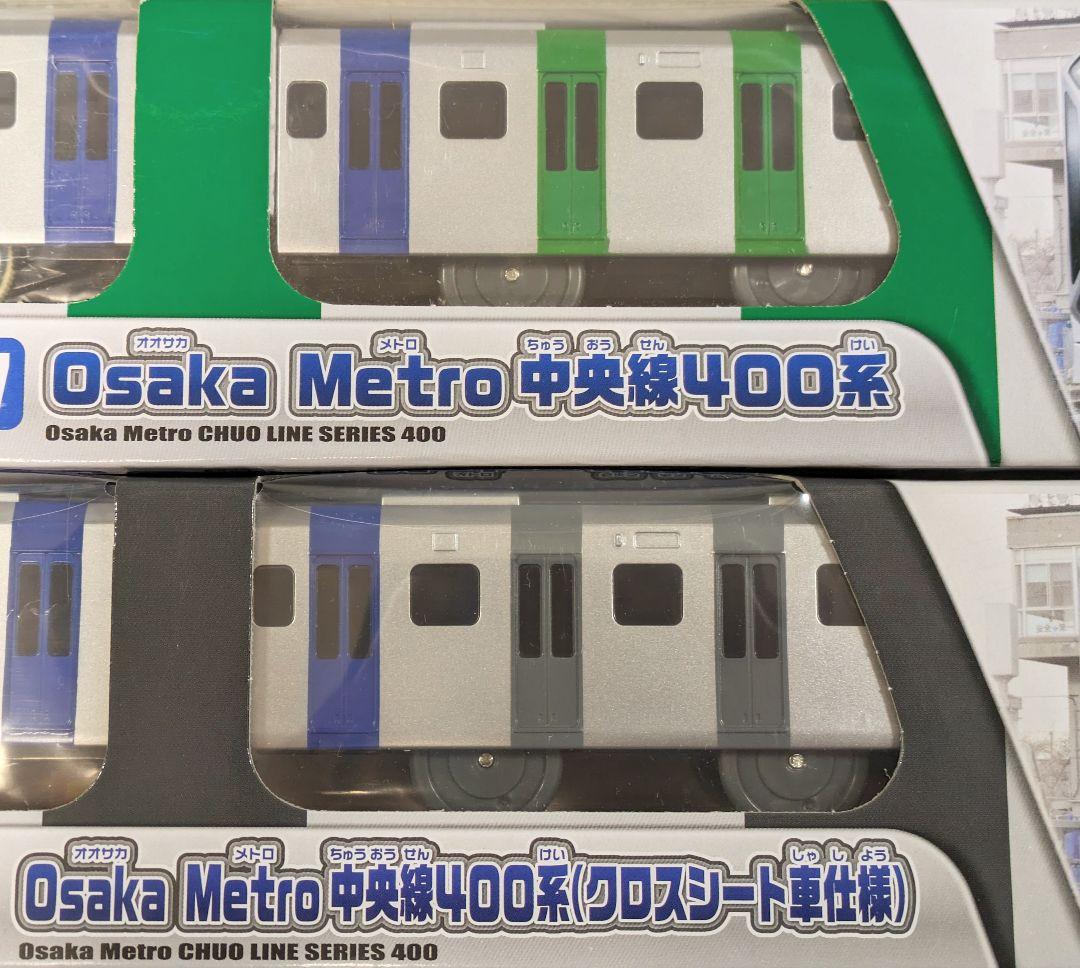 オオサカ メトロ ちゅう おう せん けい
7 Osaka Metro 中央線400系
Osaka Metro CHUO LINE SERIES 400
オオサカ メトロ ちゅう おう せん けい しゃ し よう
Osaka Metro 中央線400系(クロスシート車仕様)
Osaka Metro CHUO LINE SERIES 400